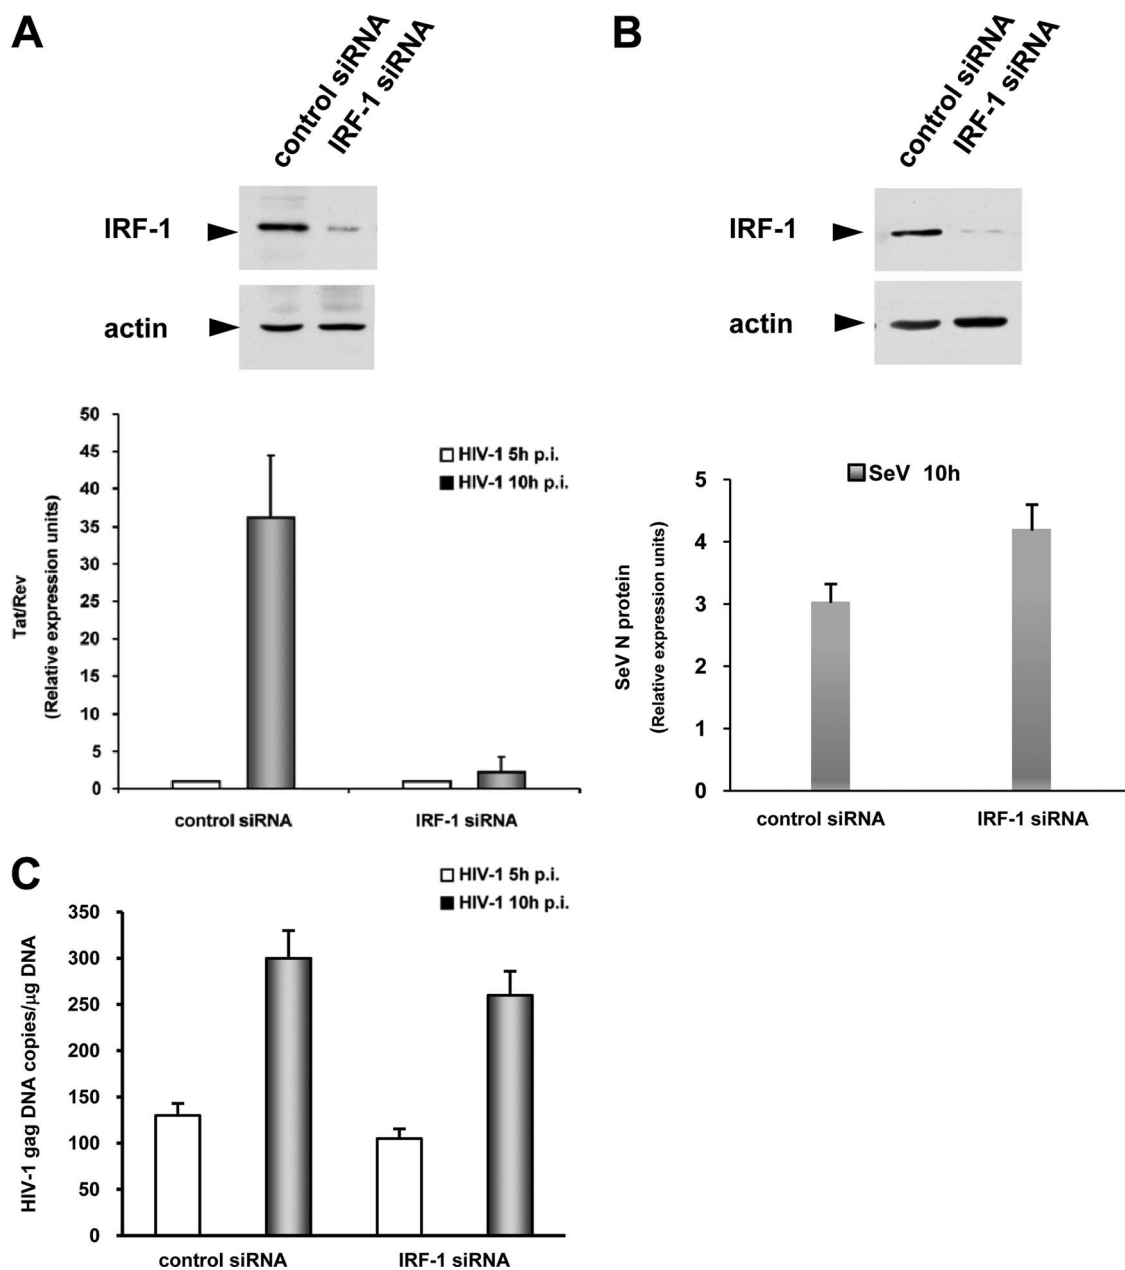 A
control siRNA
IRF-1 siRNA
IRF-1
actin
50
45
40
35
30
25
20
15
10
5
0
Tat/Rev
(Relative expression units)
HIV-1 5h p.i.
HIV-1 10h p.i.
control siRNA
IRF-1 siRNA
B
control siRNA
IRF-1 siRNA
IRF-1
actin
5
4
3
2
1
0
SeV N protein
(Relative expression units)
SeV 10h
control siRNA
IRF-1 siRNA
C
HIV-1 5h p.i.
HIV-1 10h p.i.
350
300
250
200
150
100
50
0
HIV-1 gag DNA copies/µg DNA
control siRNA
IRF-1 siRNA